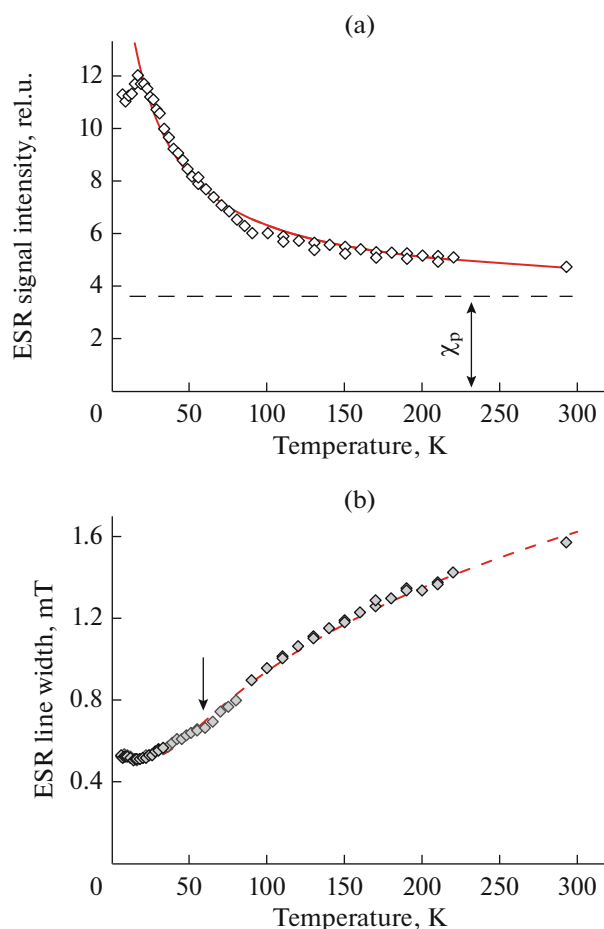 (a)
ESR signal intensity, rel.u.
12
10
8
6
4
2
χp
0 50 100 150 200 250 300
Temperature, K
(b)
ESR line width, mT
1.6
1.2
0.8
0.4
0 50 100 150 200 250 300
Temperature, K